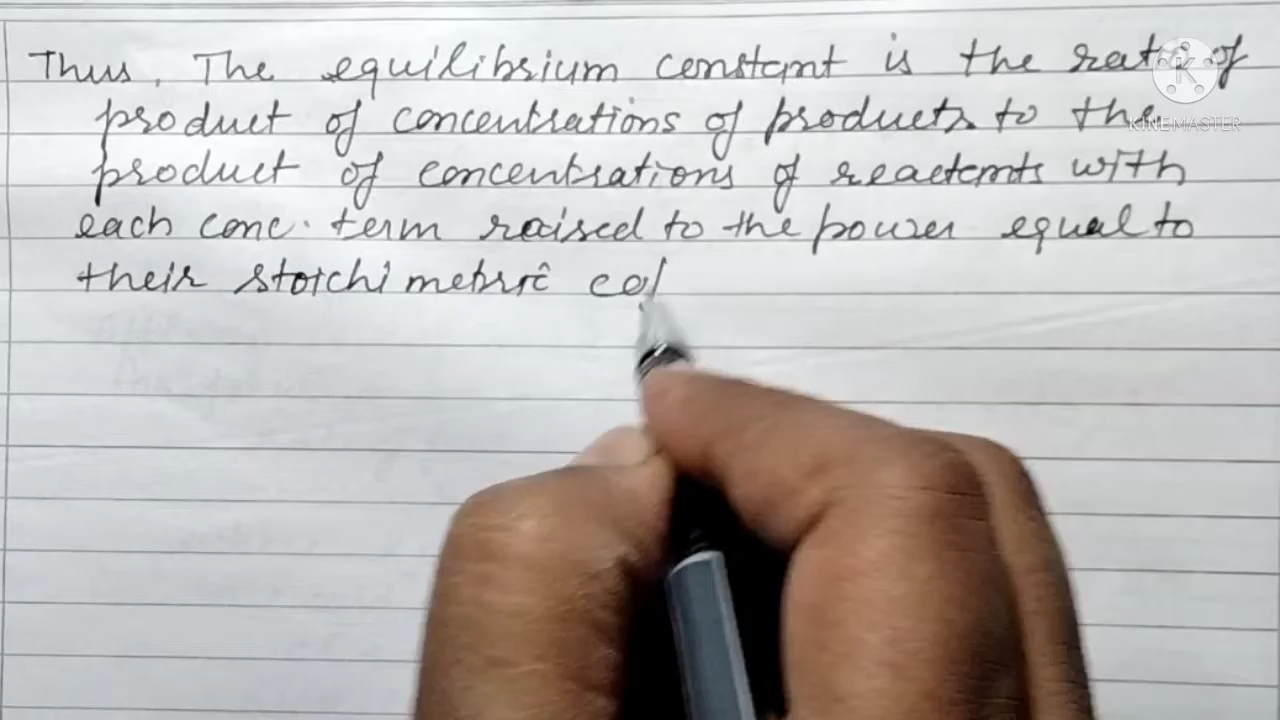 Thus, The equilibrium constant is the ratio of
product of concentrations of products to the
product of concentrations of reactants with
each conc. term raised to the power equal to
their stoichimetric
KINEMASTER